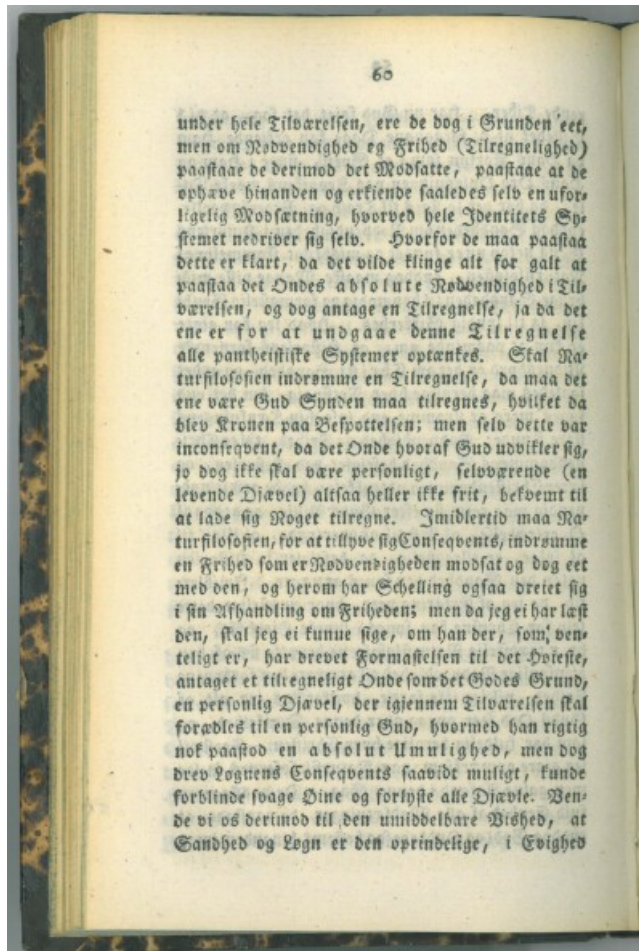 60
under hele Tilværelsen, ere de dog i Grunden eet,
men om Nødvendighed og Frihed (Tilregnelighed)
paastaae de derimod det Modsatte, paastaae at de
ophæve hinanden og erkiende saaledes selv en ufor-
ligelig Modsætning, hvorved hele Identitets Sy-
stemet nedriver sig selv. Hvorfor de maa paastaa
dette er klart, da det vilde klinge alt for galt at
paastaa det Ondes absolute Nødvendighed i Til-
værelsen, og dog antage en Tilregnelse, ja da det
ene er for at undgaae denne Tilregnelse
alle pantheistiske Systemer optænkes. Skal Na-
turfilosofien indrømme en Tilregnelse, da maa det
ene være Gud Synden maa tilregnes, hvilket da
blev Kronen paa Bespottelsen; men selv dette var
inconseqvent, da det Onde hvoraf Gud udvikler sig,
jo dog ikke skal være personligt, selvværende (en
levende Djævel) altsaa heller ikke frit, beqvemt til
at lade sig Noget tilregne. Imidlertid maa Na-
turfilosofien, for at tillyve sig Conseqvents, indrømme
en Frihed som er Nødvendigheden modsat og dog eet
med den, og herom har Schelling ogsaa dreiet sig
i sin Afhandling om Friheden; men da jeg ei har læst
den, skal jeg ei kunne sige, om han der, som ven-
teligt er, har drevet Formastelsen til det Høieste,
antaget et tilregneligt Onde som det Godes Grund,
en personlig Djævel, der igjennem Tilværelsen skal
forædles til en personlig Gud, hvormed han rigtig
nok paastod en absolut Umulighed, men dog
drev Løgnens Conseqvents saavidt muligt, kunde
forblinde svage Øine og forlyste alle Djævle. Ven-
de vi os derimod til den umiddelbare Vished, at
Sandhed og Løgn er den oprindelige, i Evighed